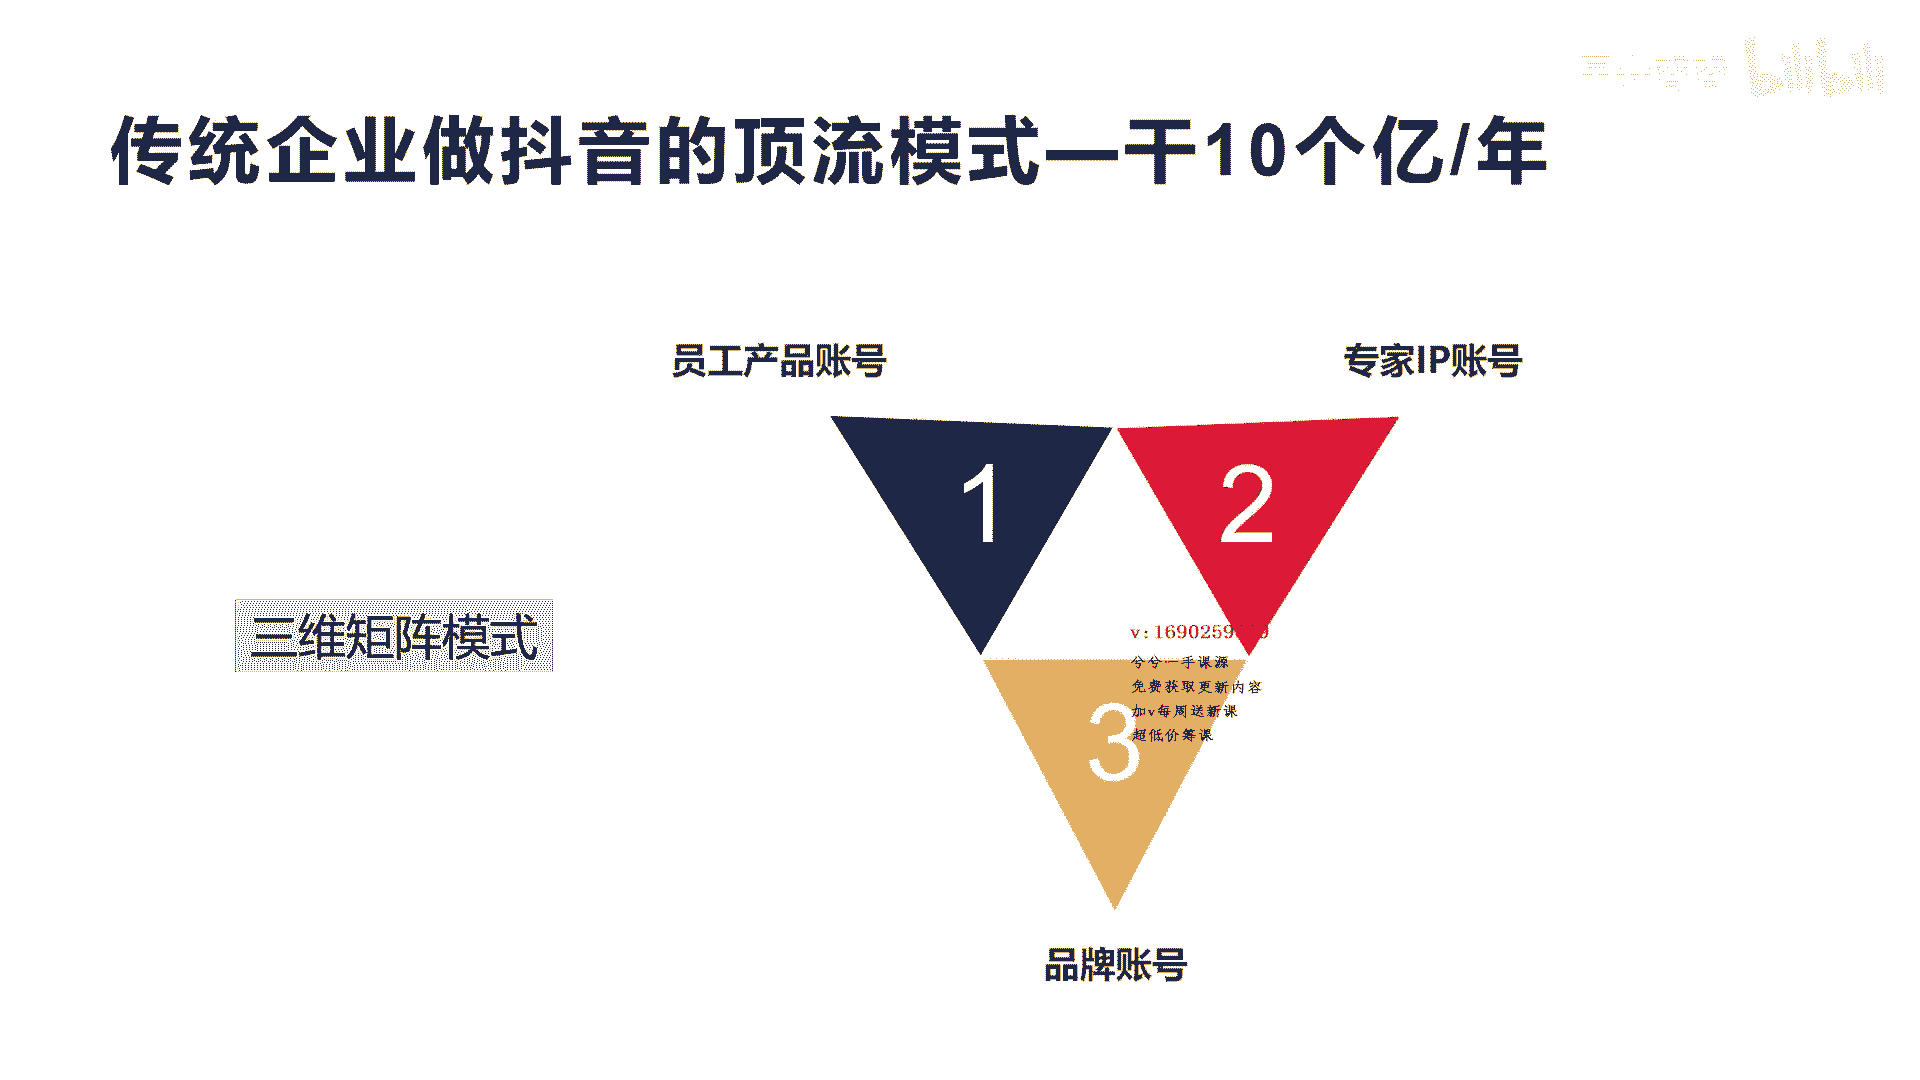 bilibili
传统企业做抖音的顶流模式—干10个亿/年
员工产品账号
专家IP账号
1
2
三维矩阵模式
兮兮一手课源
免费获取更新内容
加v每周送新课
超低价筹课
3
品牌账号